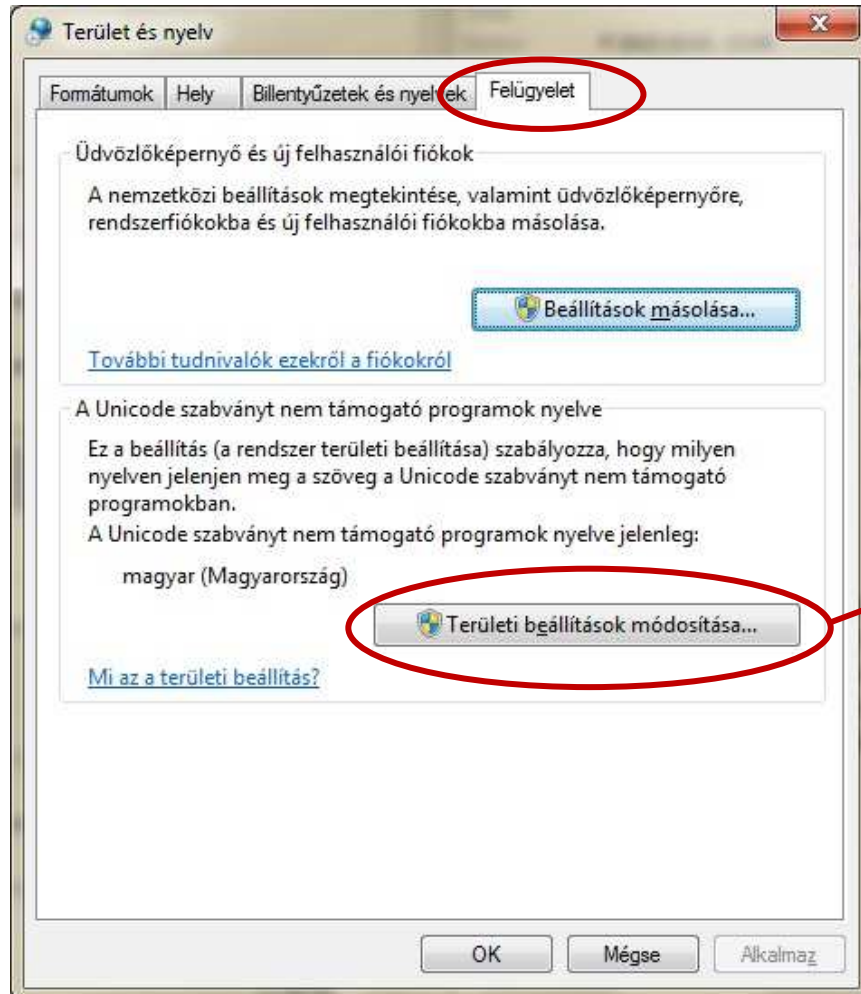 Terület és nyelv
Formátumok Hely Billentyűzetek és nyelvek Felügyelet
Üdvözlőképernyő és új felhasználói fiókok
A nemzetközi beállítások megtekintése, valamint üdvözlőképernyőre,
rendszerfiókokba és új felhasználói fiókokba másolása.
Beállítások másolása...
További tudnivalók ezekről a fiókokról
A Unicode szabványt nem támogató programok nyelve
Ez a beállítás (a rendszer területi beállítása) szabályozza, hogy milyen
nyelven jelenjen meg a szöveg a Unicode szabványt nem támogató
programokban.
A Unicode szabványt nem támogató programok nyelve jelenleg:
magyar (Magyarország)
Területi beállítások módosítása...
Mi az a területi beállítás?
OK Mégse Alkalmaz